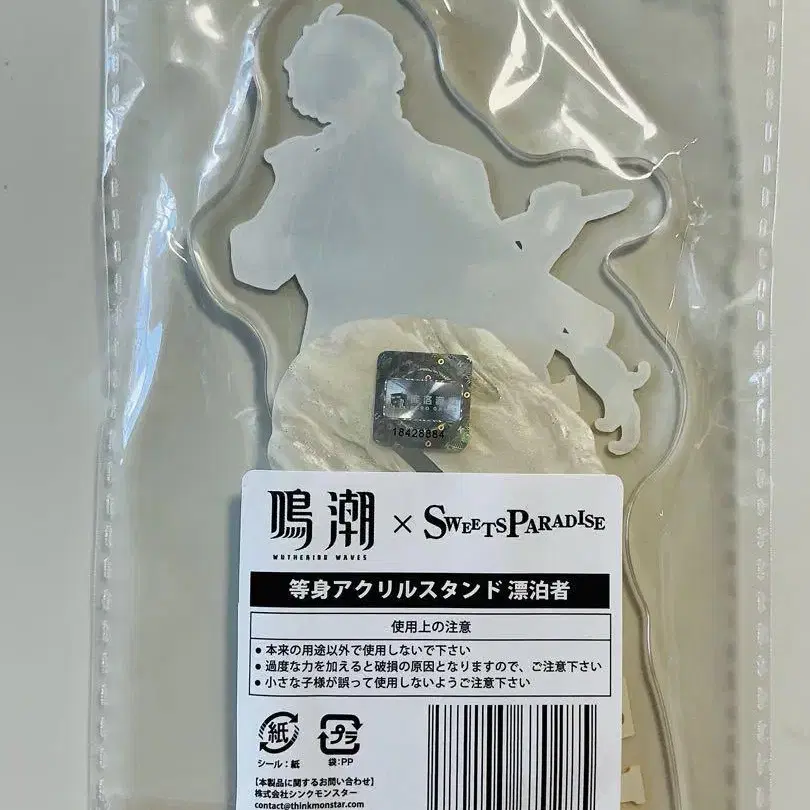 18428884
鳴潮 × SWEETSPARADISE
WUTHERING WAVES
等身アクリルスタンド 漂泊者
使用上の注意
● 本来の用途以外で使用しないで下さい
● 過度な力を加えると破損の原因となりますので、ご注意下さい
● 小さな子様が誤って使用しないようご注意下さい
紙 プラ
シール：紙 袋：PP
【本製品に関するお問い合わせ】
株式会社シンクモンスター
contact@thinkmonstar.com